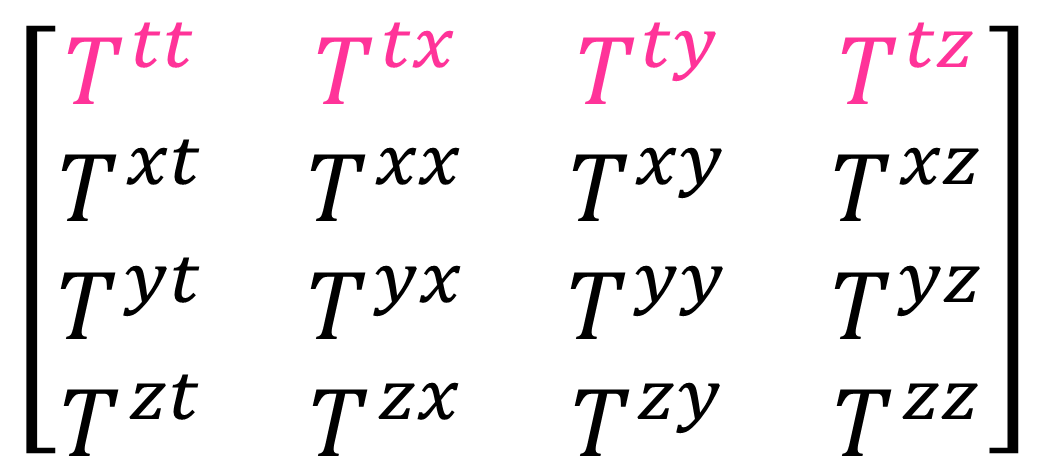 T^{tt} T^{tx} T^{ty} T^{tz}
T^{xt} T^{xx} T^{xy} T^{xz}
T^{yt} T^{yx} T^{yy} T^{yz}
T^{zt} T^{zx} T^{zy} T^{zz}